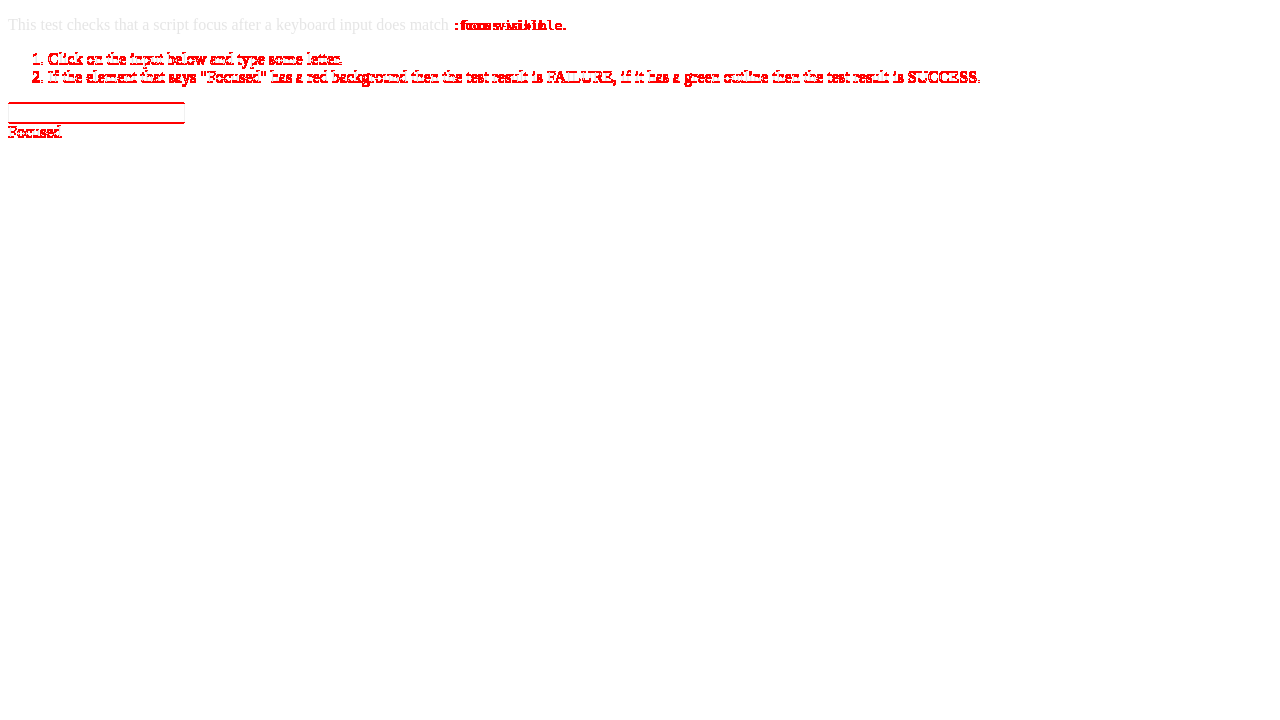 This test checks that a script focus after a keyboard input does match
1. Click on the input below and type some letter.
2. If the element that says "Focused" has a red background then the test result is FAILURE, if it has a green outline then the test result is SUCCESS.
Focused